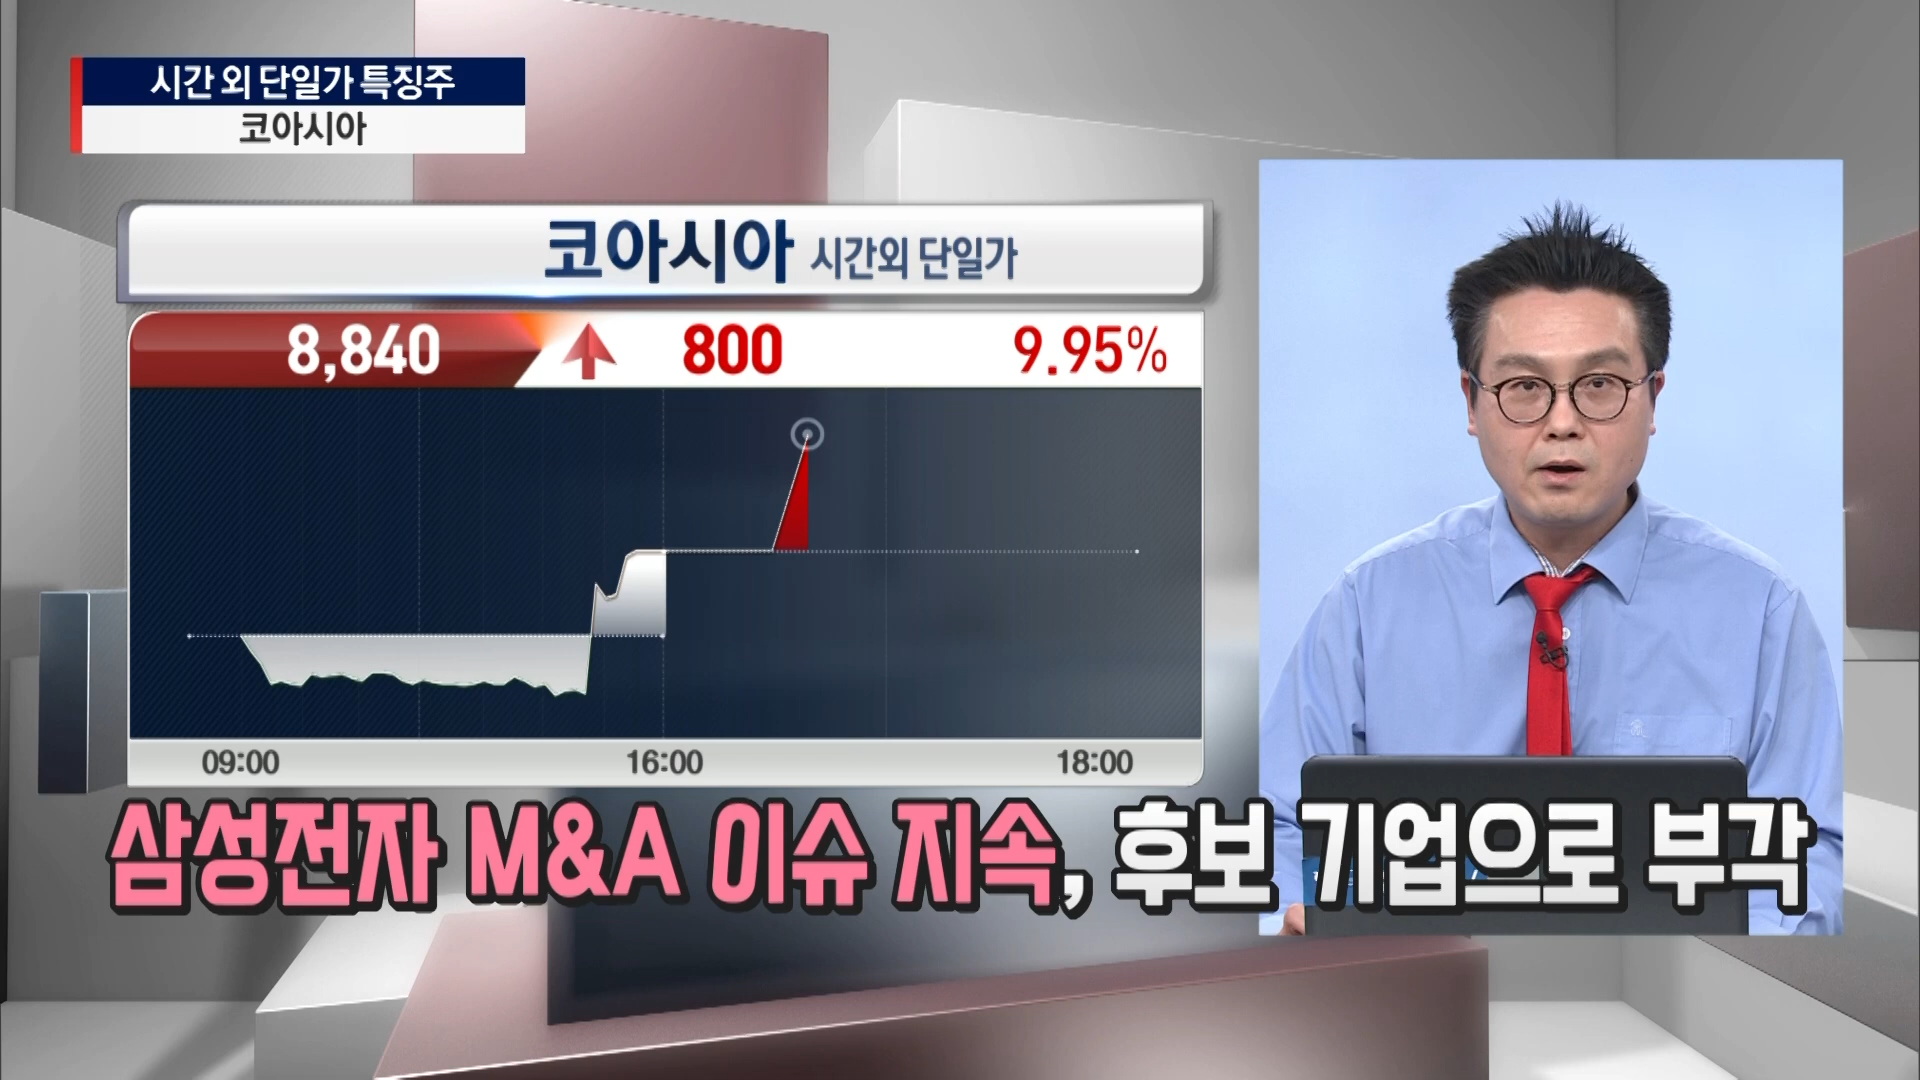 시간 외 단일가 특징주
코아시아
코아시아 시간외 단일가
8,840 800 9.95%
09:00 16:00 18:00
삼성전자 M&A 이슈 지속, 후보 기업으로 부각